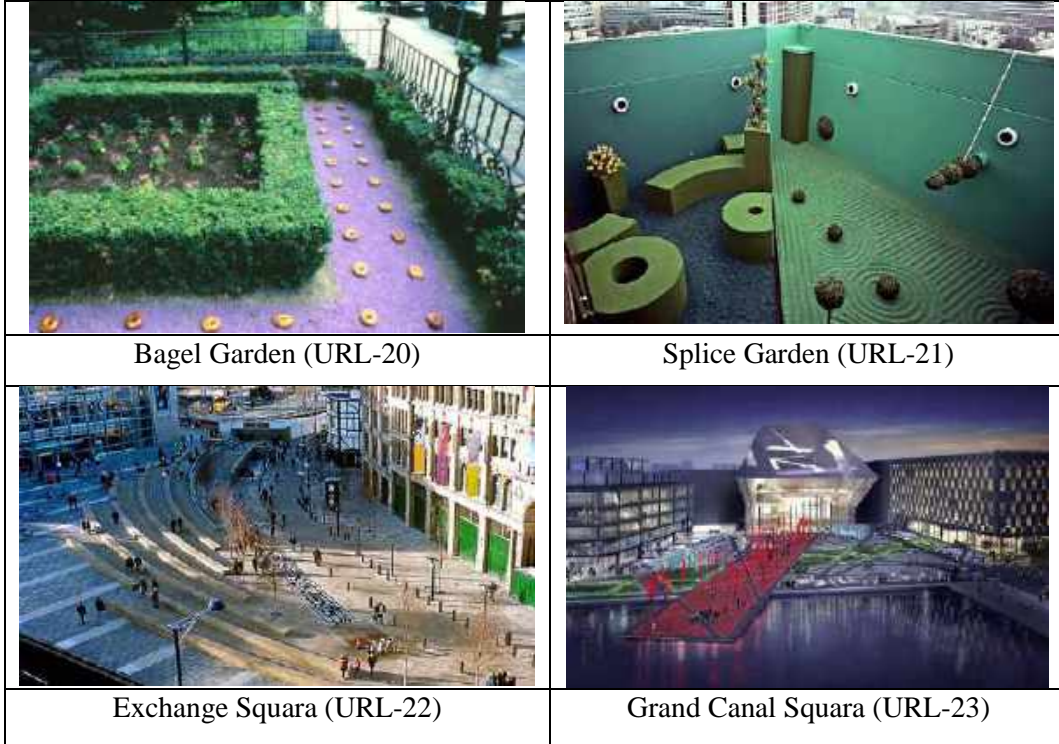 Bagel Garden (URL-20)
Splice Garden (URL-21)
Exchange Squara (URL-22)
Grand Canal Squara (URL-23)